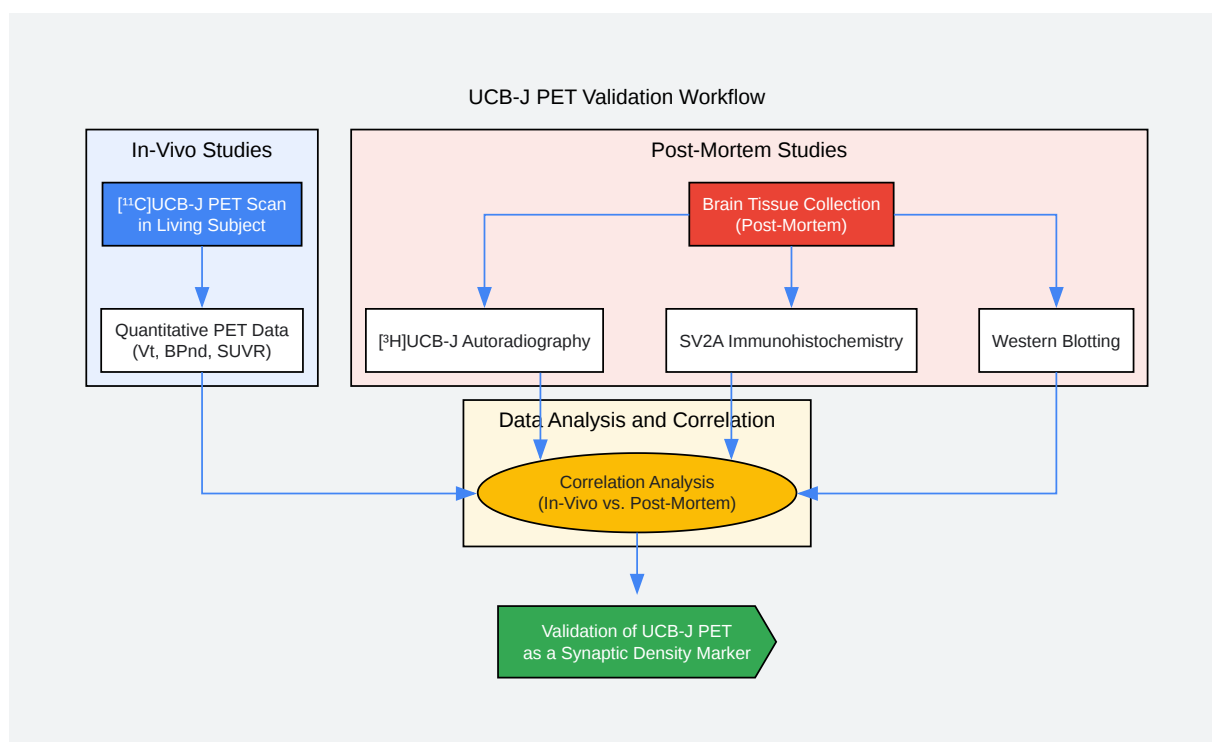 UCB-J PET Validation Workflow
In-Vivo Studies
[¹¹C]UCB-J PET Scan
in Living Subject
Quantitative PET Data
(Vt, BPnd, SUVR)
Post-Mortem Studies
Brain Tissue Collection
(Post-Mortem)
[³H]UCB-J Autoradiography
SV2A Immunohistochemistry
Western Blotting
Data Analysis and Correlation
Correlation Analysis
(In-Vivo vs. Post-Mortem)
Validation of UCB-J PET
as a Synaptic Density Marker